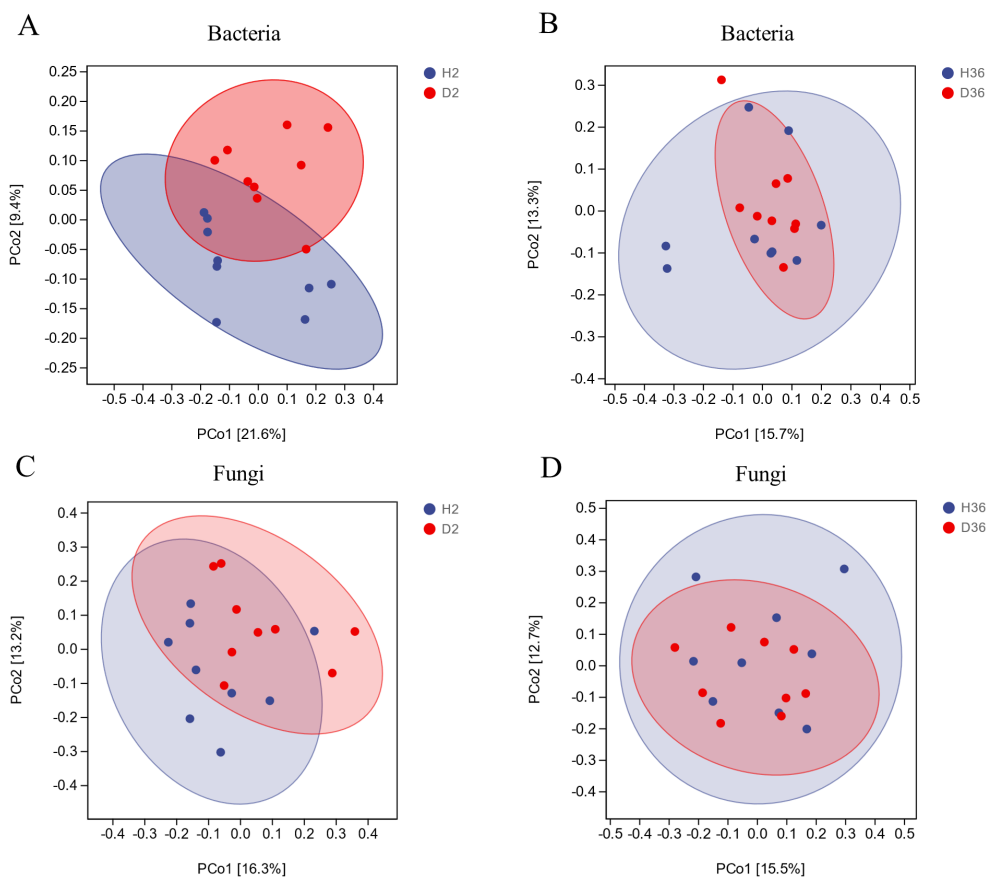 A
Bacteria
H2
D2
0.25
0.20
0.15
0.10
0.05
0.00
-0.05
-0.10
-0.15
-0.20
-0.25
PCo2 [9.4%]
-0.5 -0.4 -0.3 -0.2 -0.1 0.0 0.1 0.2 0.3 0.4
PCo1 [21.6%]
B
Bacteria
H36
D36
0.3
0.2
0.1
0.0
-0.1
-0.2
-0.3
-0.4
PCo2 [13.3%]
-0.5 -0.4 -0.3 -0.2 -0.1 0.0 0.1 0.2 0.3 0.4 0.5
PCo1 [15.7%]
C
Fungi
H2
D2
0.4
0.3
0.2
0.1
0.0
-0.1
-0.2
-0.3
-0.4
PCo2 [13.2%]
-0.4 -0.3 -0.2 -0.1 0.0 0.1 0.2 0.3 0.4
PCo1 [16.3%]
D
Fungi
H36
D36
0.5
0.4
0.3
0.2
0.1
0.0
-0.1
-0.2
-0.3
-0.4
PCo2 [12.7%]
-0.5 -0.4 -0.3 -0.2 -0.1 0.0 0.1 0.2 0.3 0.4 0.5
PCo1 [15.5%]